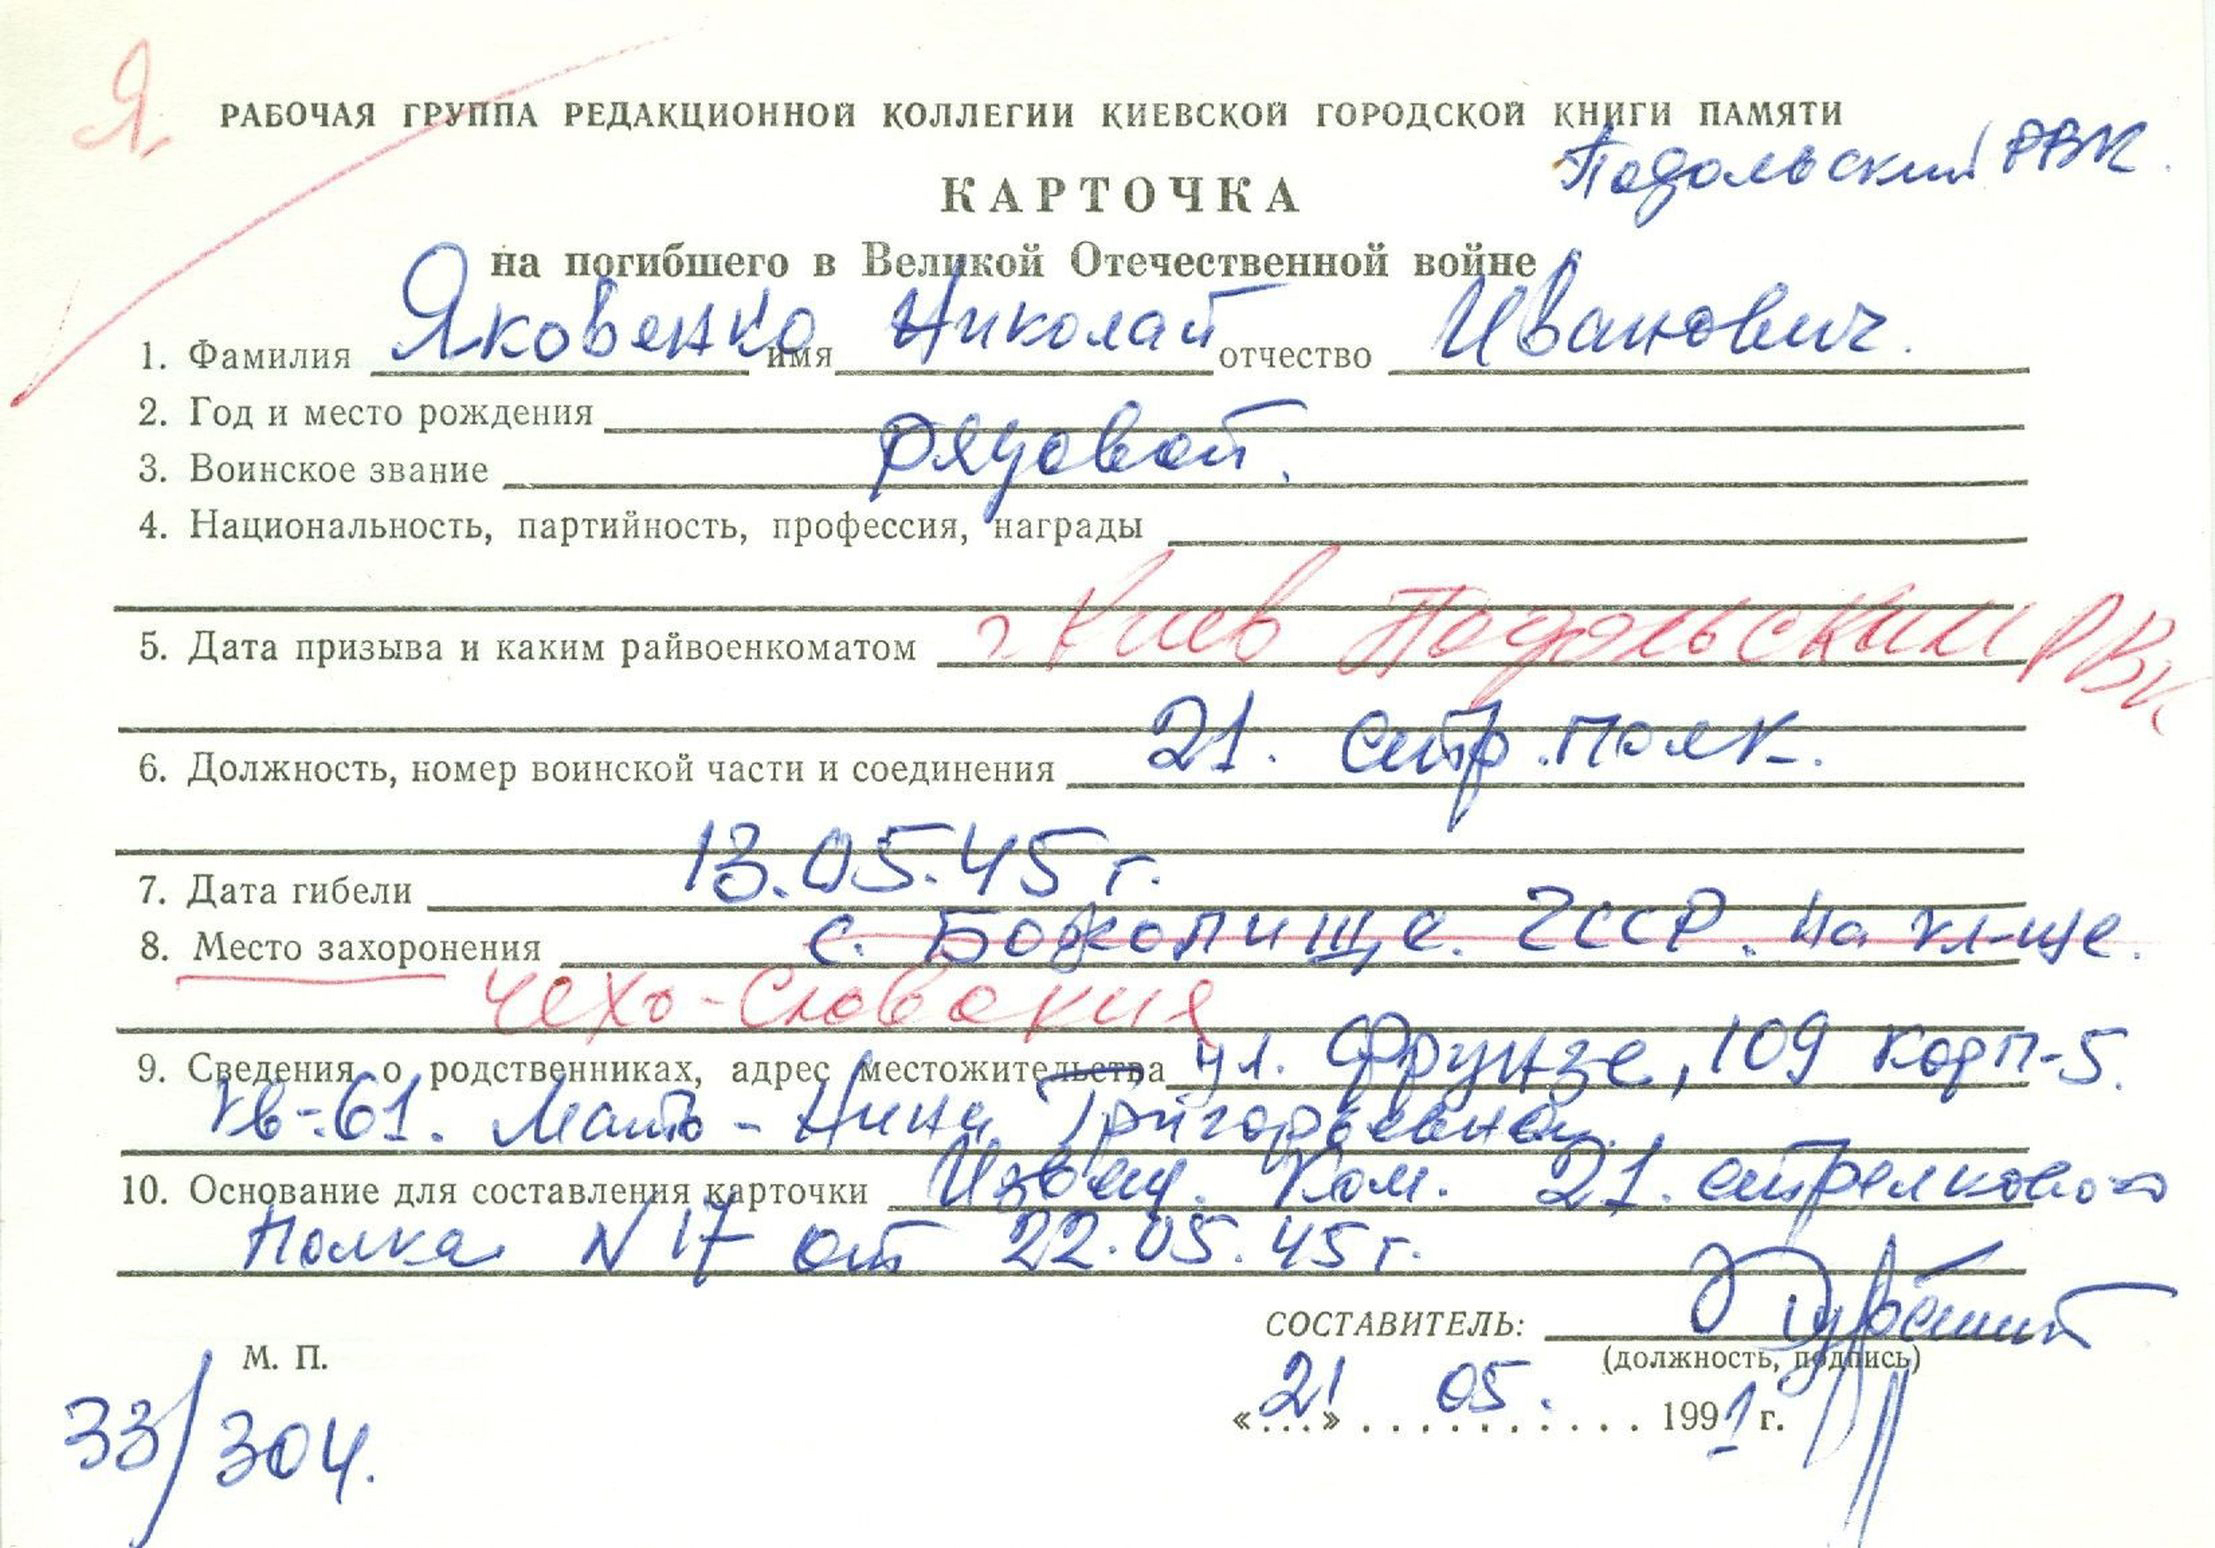 Я.
РАБОЧАЯ ГРУППА РЕДАКЦИОННОЙ КОЛЛЕГИИ КИЕВСКОЙ ГОРОДСКОЙ КНИГИ ПАМЯТИ
Подольский РВК.
КАРТОЧКА
на погибшего в Великой Отечественной войне
1. Фамилия Яковенко имя Николай отчество Иванович.
2. Год и место рождения
3. Воинское звание рядовой.
4. Национальность, партийность, профессия, награды
5. Дата призыва и каким райвоенкоматом г Киев Подольским РВК
6. Должность, номер воинской части и соединения 21. стр. полк.
7. Дата гибели 13.05.45 г.
8. Место захоронения с. Божопище. ЧССР. На кл-ще.
Чехо-Словакия
9. Сведения о родственниках, адрес местожительства ул. Фрунзе, 109 корп-5.
кв-61. Мать - Нина Григорьевна.
10. Основание для составления карточки Извещ. Ком. 21. стрелкового
полка N 17 от 22.05.45 г.
СОСТАВИТЕЛЬ:
(должность, подпись)
М. П.
«21» 05. 1991 г.
33/304.